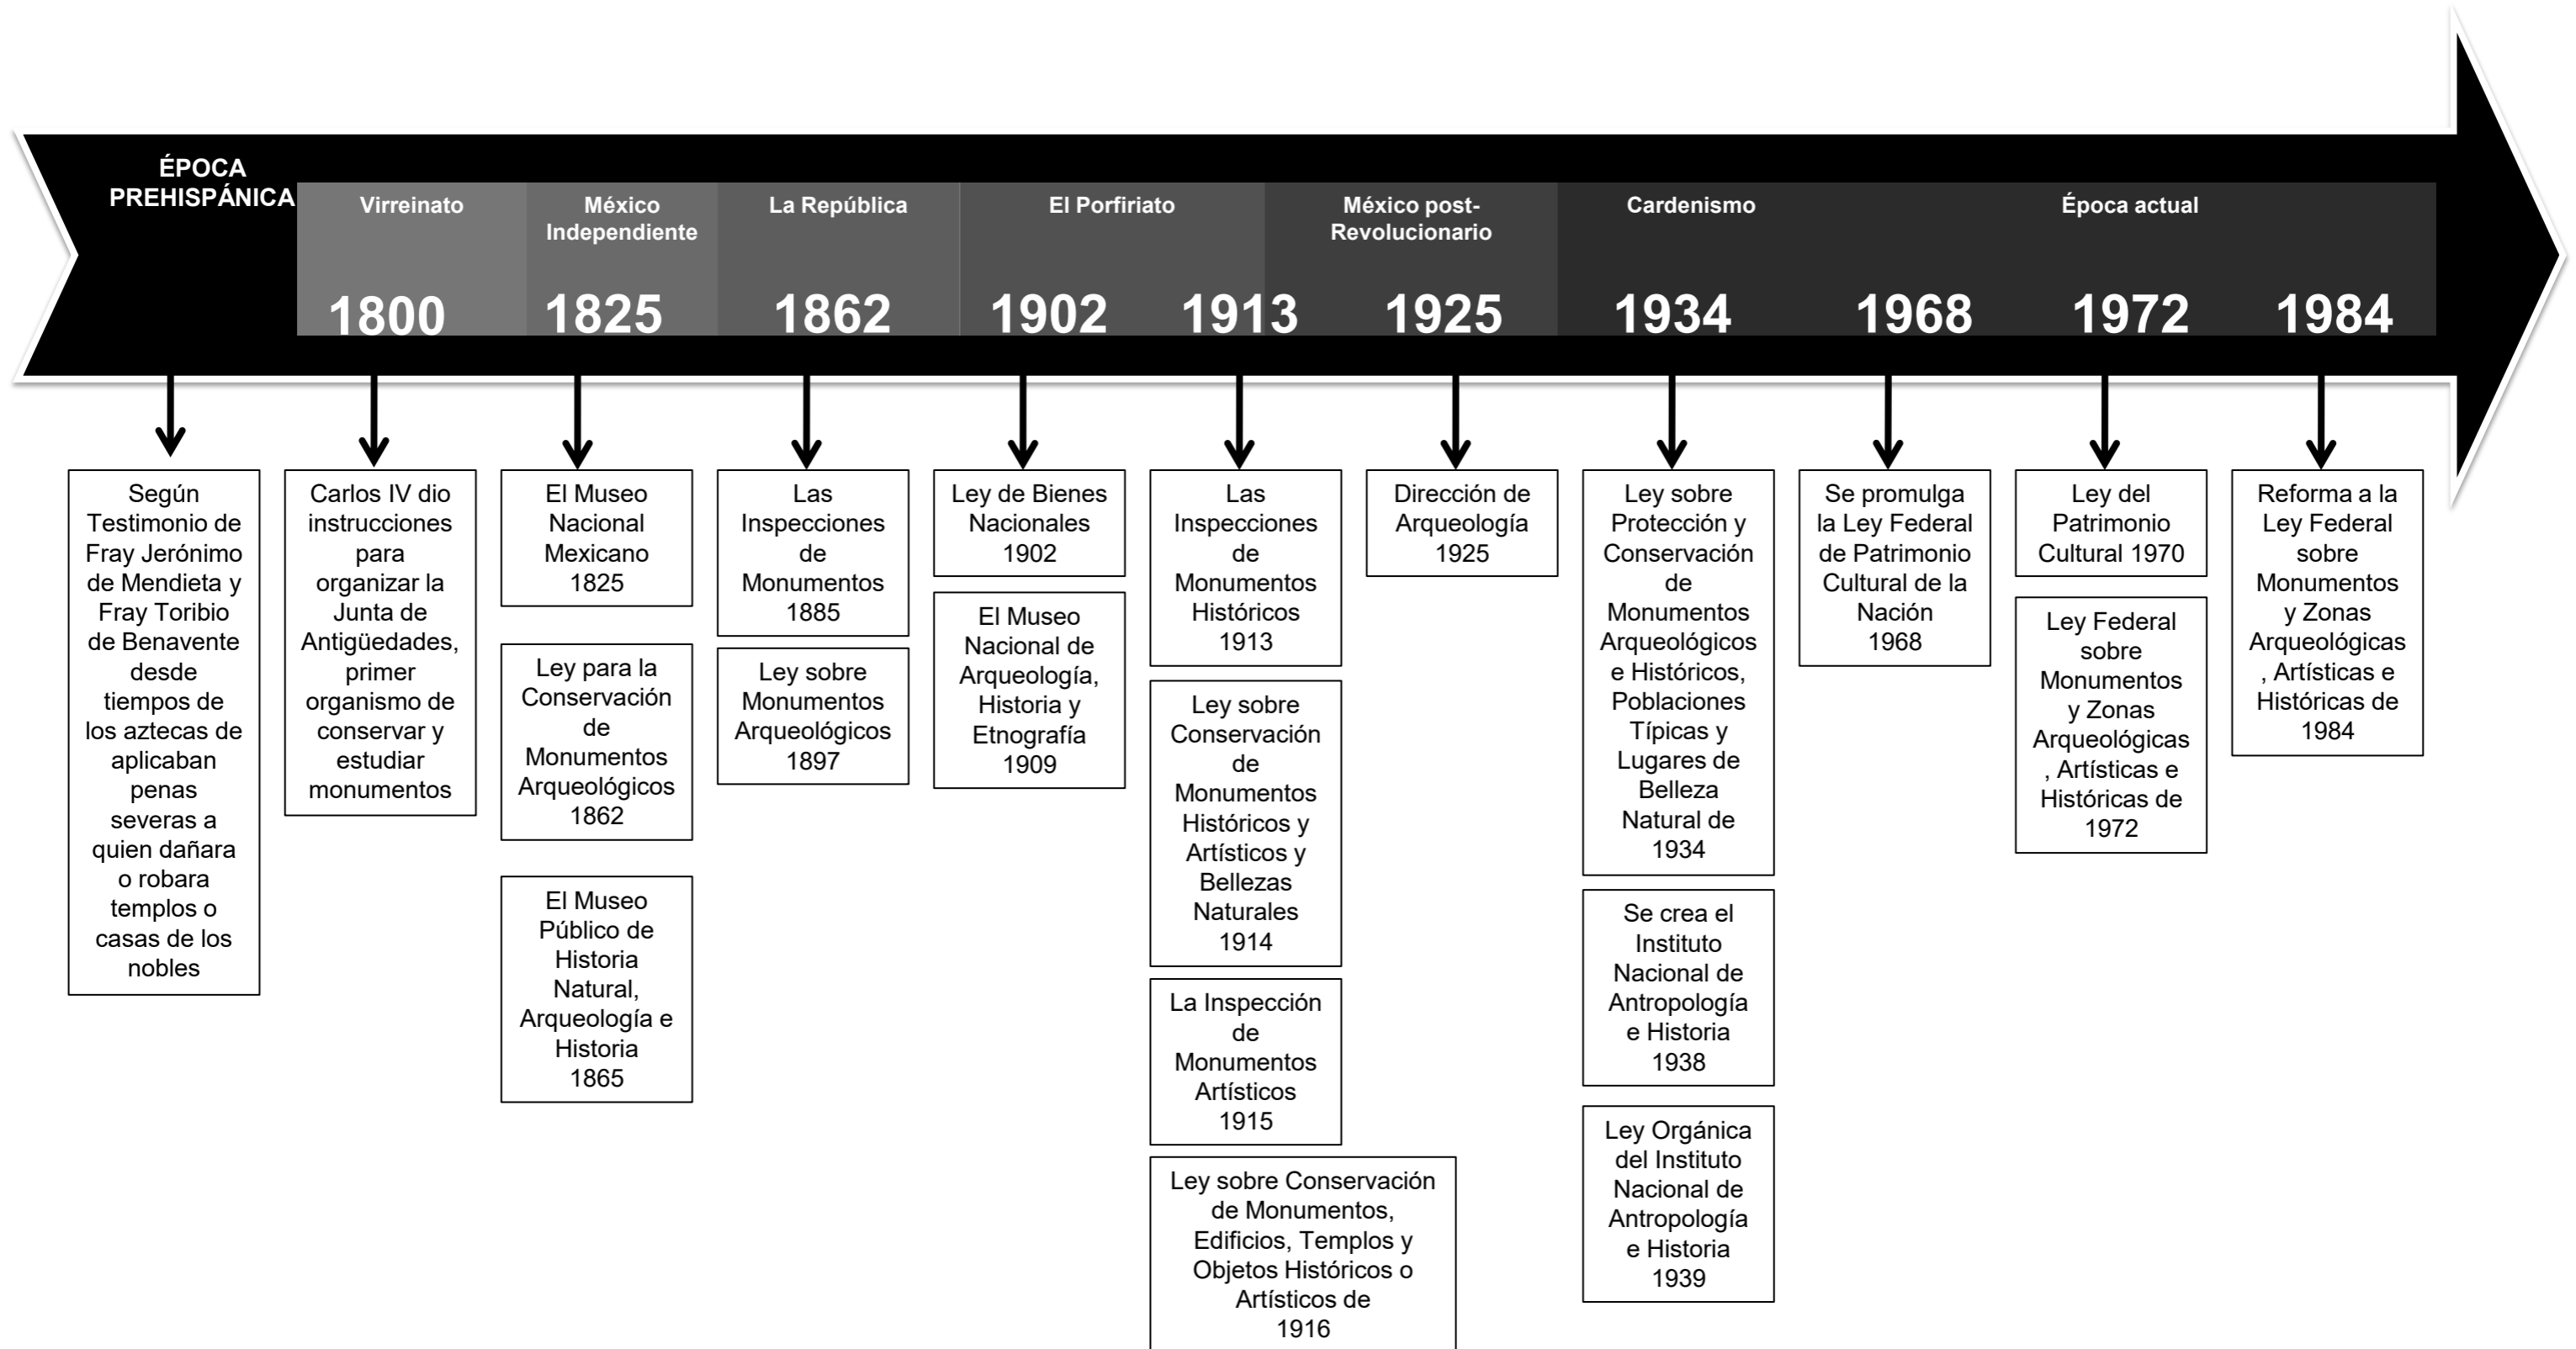 ÉPOCA
PREHISPÁNICA
Virreinato
México
Independiente
La República
El Porfiriato
México post-
Revolucionario
Cardenismo
Época actual
1800
1825
1862
1902
1913
1925
1934
1968
1972
1984
Según
Testimonio de
Fray Jerónimo
de Mendieta y
Fray Toribio
de Benavente
desde
tiempos de
los aztecas de
aplicaban
penas
severas a
quien dañara
o robara
templos o
casas de los
nobles
Carlos IV dio
instrucciones
para
organizar la
Junta de
Antigüedades,
primer
organismo de
conservar y
estudiar
monumentos
El Museo
Nacional
Mexicano
1825
Ley para la
Conservación
de
Monumentos
Arqueológicos
1862
El Museo
Público de
Historia
Natural,
Arqueología e
Historia
1865
Las
Inspecciones
de
Monumentos
1885
Ley sobre
Monumentos
Arqueológicos
1897
Ley de Bienes
Nacionales
1902
El Museo
Nacional de
Arqueología,
Historia y
Etnografía
1909
Las
Inspecciones
de
Monumentos
Históricos
1913
Ley sobre
Conservación
de
Monumentos
Históricos y
Artísticos y
Bellezas
Naturales
1914
La Inspección
de
Monumentos
Artísticos
1915
Ley sobre Conservación
de Monumentos,
Edificios, Templos y
Objetos Históricos o
Artísticos de
1916
Dirección de
Arqueología
1925
Ley sobre
Protección y
Conservación
de
Monumentos
Arqueológicos
e Históricos,
Poblaciones
Típicas y
Lugares de
Belleza
Natural de
1934
Se crea el
Instituto
Nacional de
Antropología
e Historia
1938
Ley Orgánica
del Instituto
Nacional de
Antropología
e Historia
1939
Se promulga
la Ley Federal
de Patrimonio
Cultural de la
Nación
1968
Ley del
Patrimonio
Cultural 1970
Ley Federal
sobre
Monumentos
y Zonas
Arqueológicas
, Artísticas e
Históricas de
1972
Reforma a la
Ley Federal
sobre
Monumentos
y Zonas
Arqueológicas
, Artísticas e
Históricas de
1984